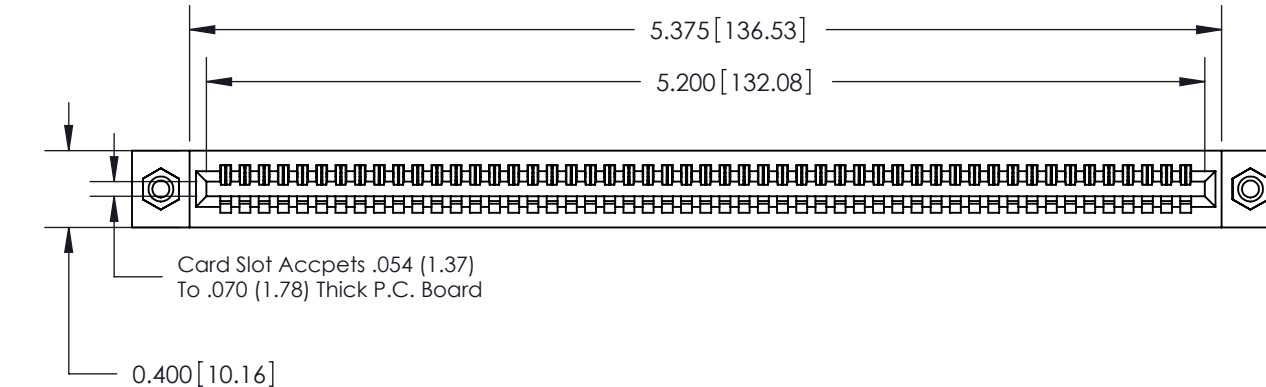 5.375[136.53]
5.200[132.08]
Card Slot Accpets .054 (1.37)
To .070 (1.78) Thick P.C. Board
0.400[10.16]